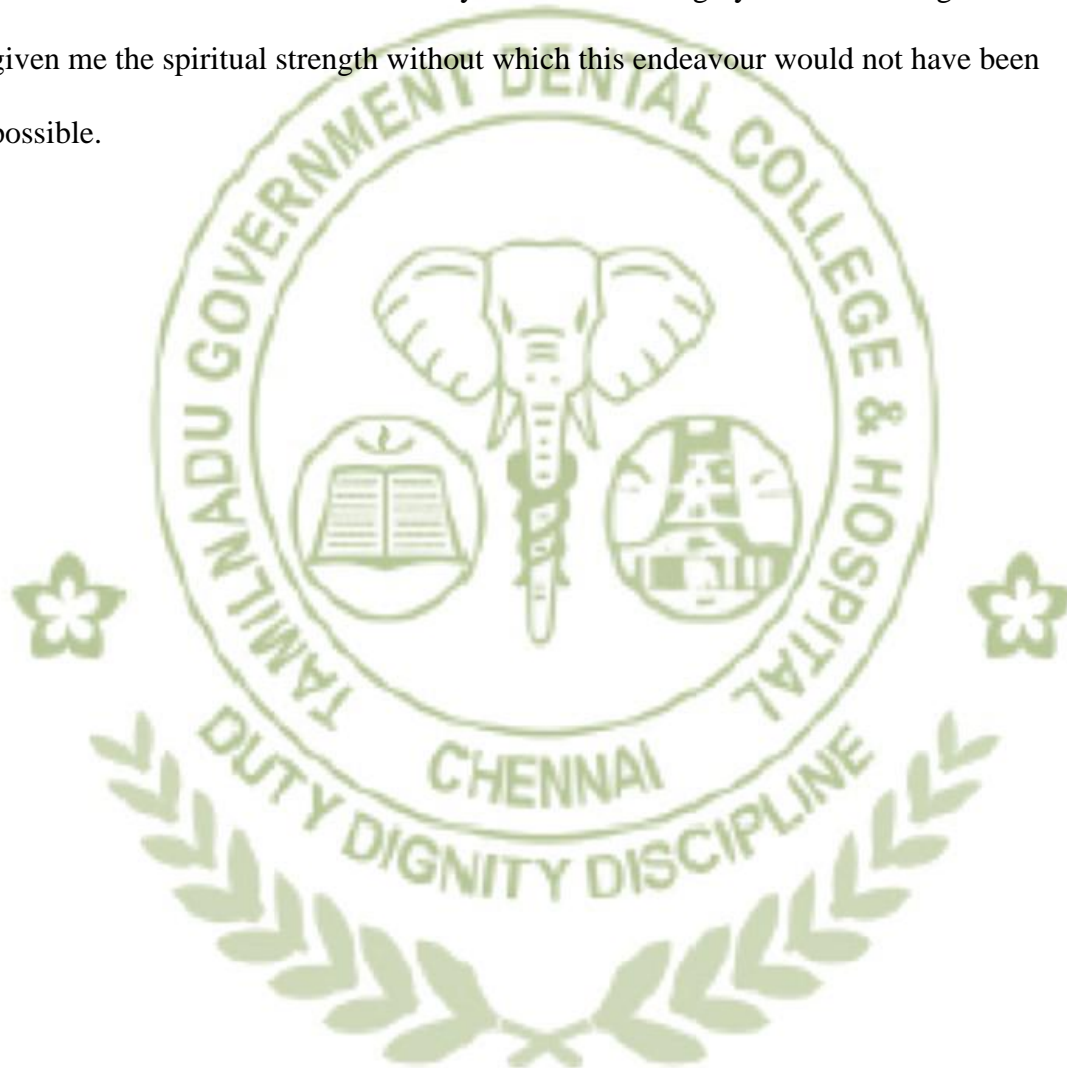 given me the spiritual strength without which this endeavour would not have been
possible.
TAMILNADU GOVERNMENT DENTAL COLLEGE & HOSPITAL
CHENNAI
DUTY DIGNITY DISCIPLINE